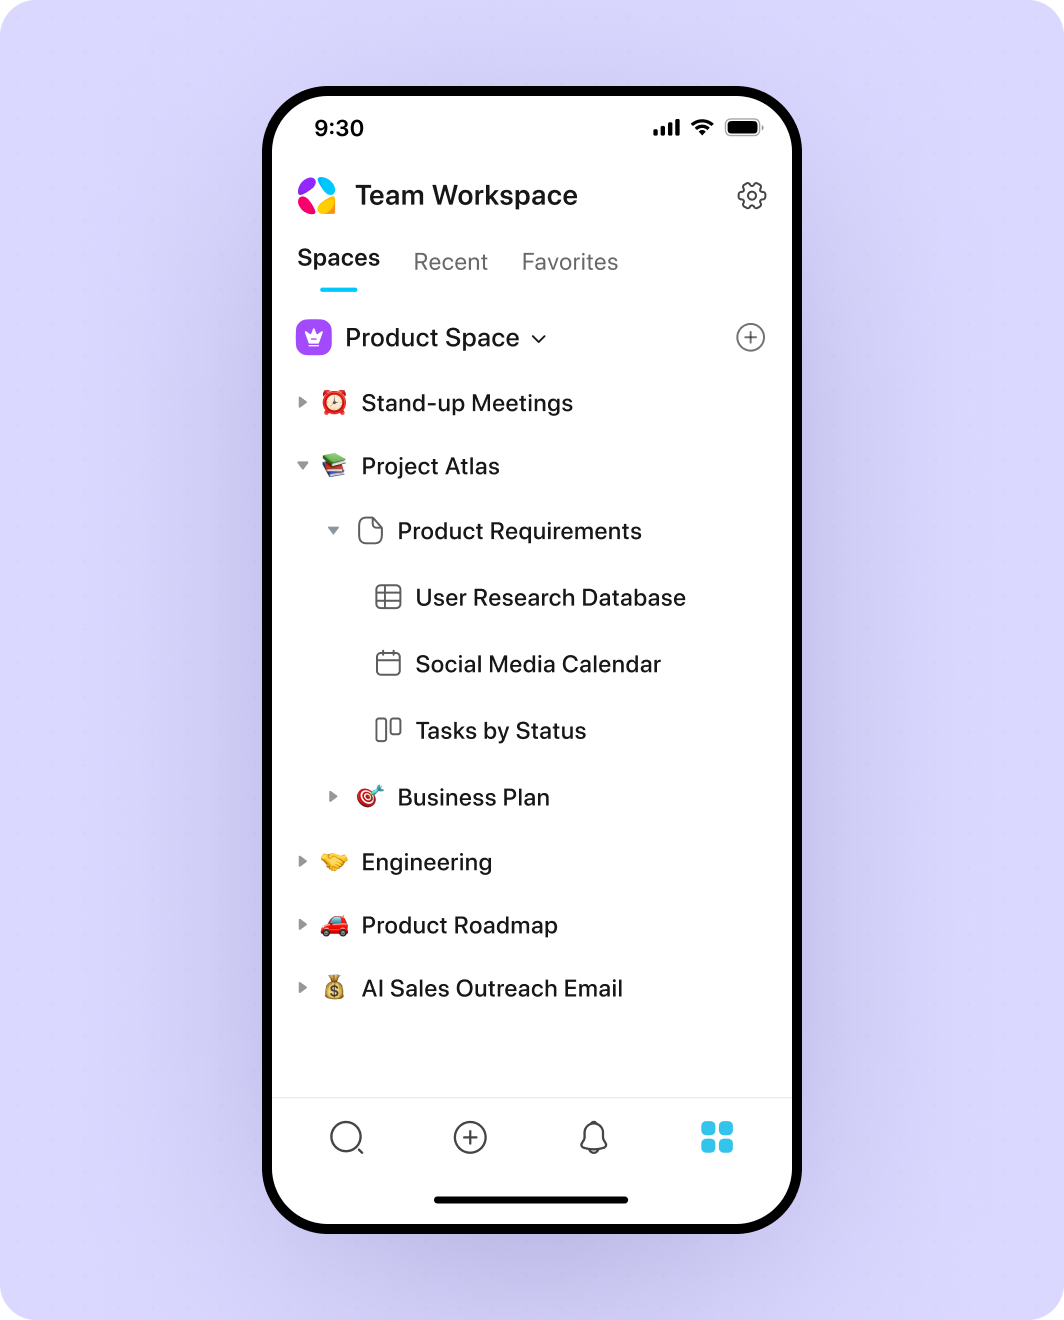 9:30
Team Workspace
Spaces Recent Favorites
Product Space
Stand-up Meetings
Project Atlas
Product Requirements
User Research Database
Social Media Calendar
Tasks by Status
Business Plan
Engineering
Product Roadmap
AI Sales Outreach Email